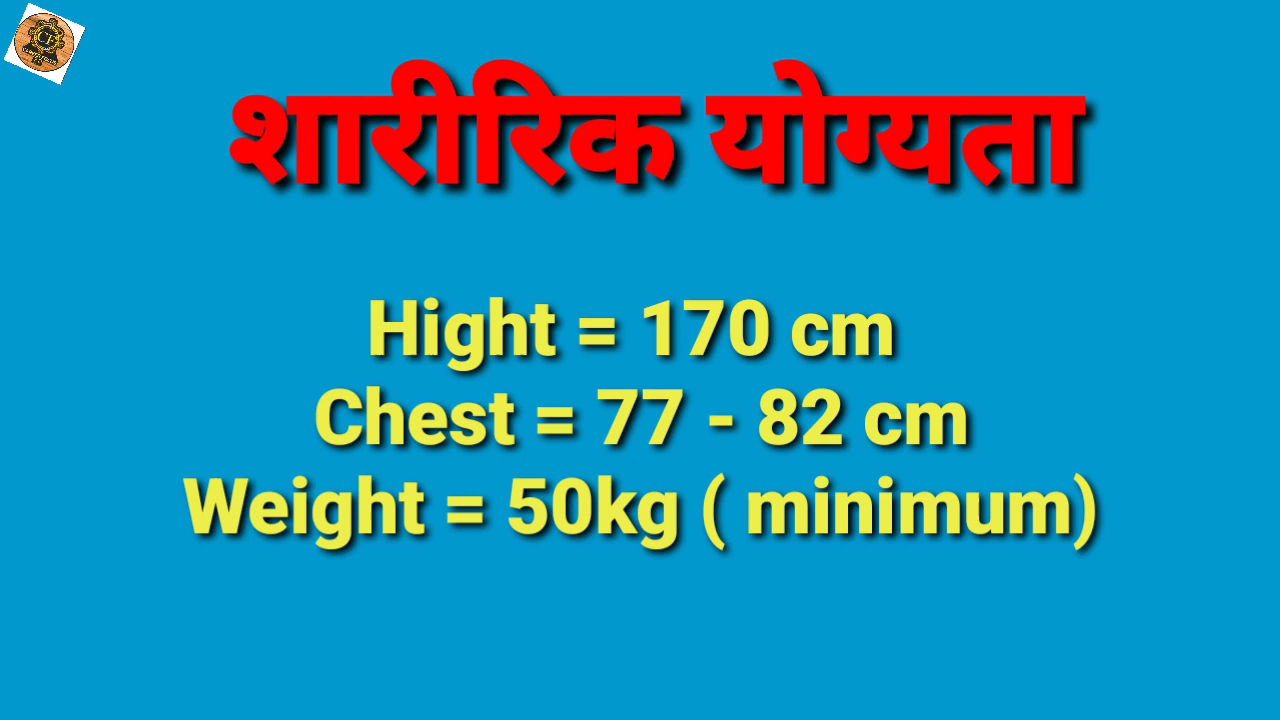 शारीरिक योग्यता
Hight = 170 cm
Chest = 77 - 82 cm
Weight = 50kg ( minimum)